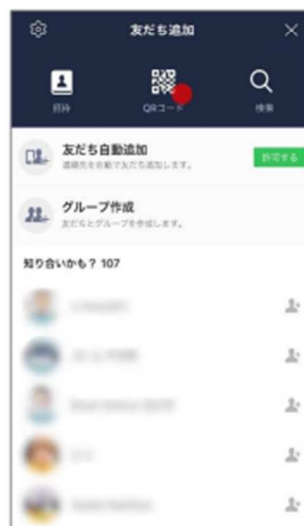 友だち追加
招待
QRコード
検索
友だち自動追加
連絡先を自動で友だち追加します。
許可する
グループ作成
友だちとグループを作成します。
知り合いかも？ 107